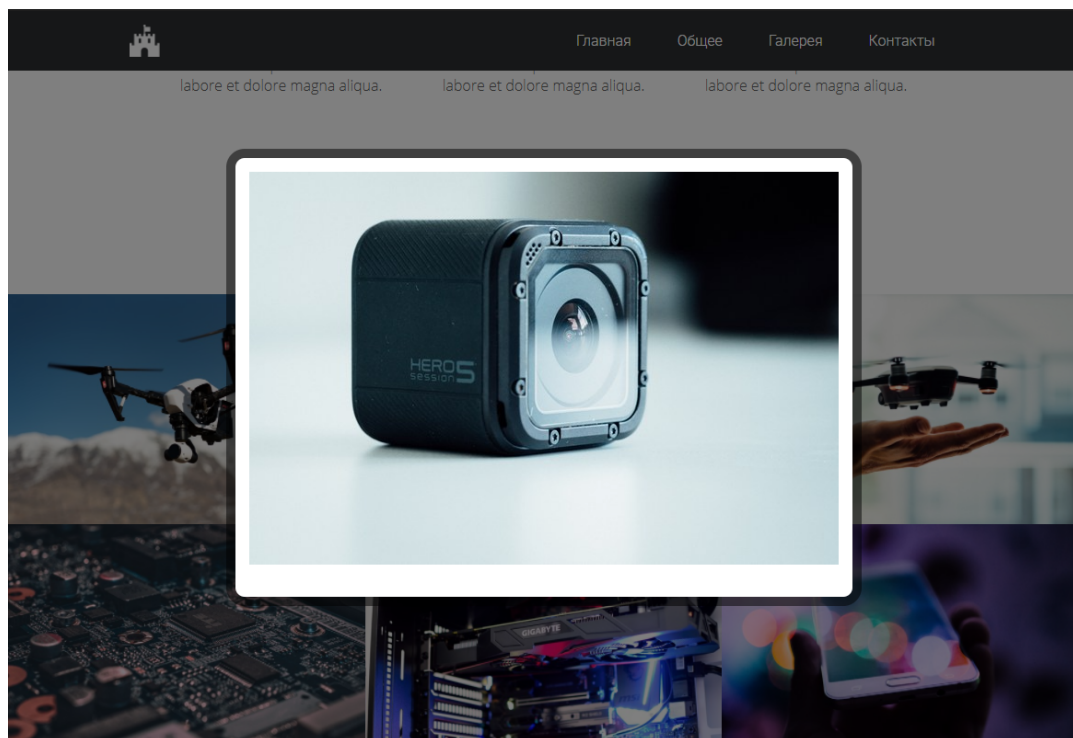 Главная Общее Галерея Контакты
labore et dolore magna aliqua. labore et dolore magna aliqua. labore et dolore magna aliqua.
HERO5
session
GIGABYTE